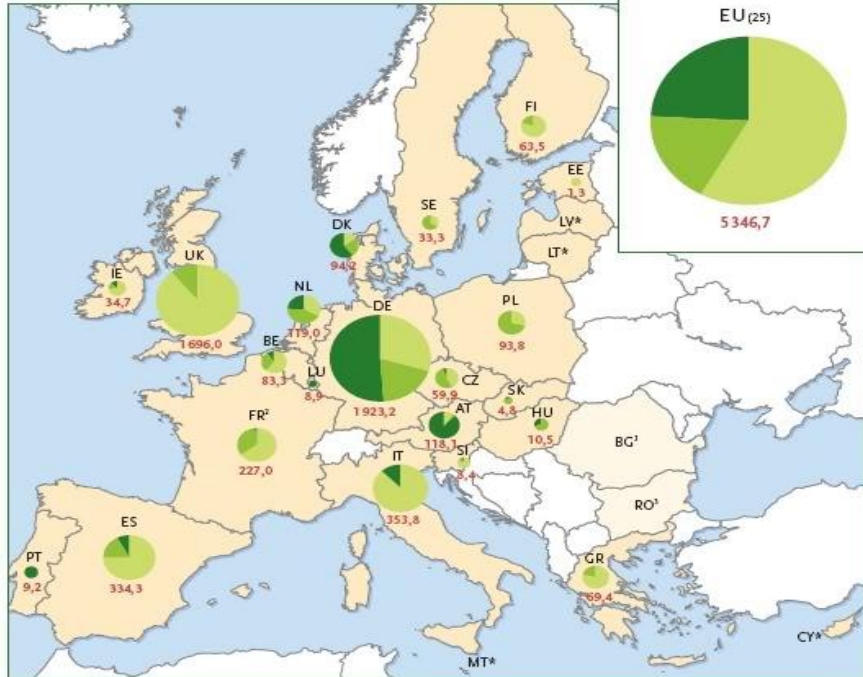 EU (25)
5 346,7
FI
63,5
EE
1,3
SE
33,3
LV*
LT*
DK
94,2
UK
1 696,0
IE
34,7
NL
119,0
DE
1 923,2
PL
93,8
BE
83,3
LU
8,9
CZ
59,9
SK
4,8
AT
118,1
HU
10,5
FR²
227,0
SI
8,4
IT
353,8
BG³
RO³
ES
334,3
PT
9,2
GR
69,4
MT*
CY*